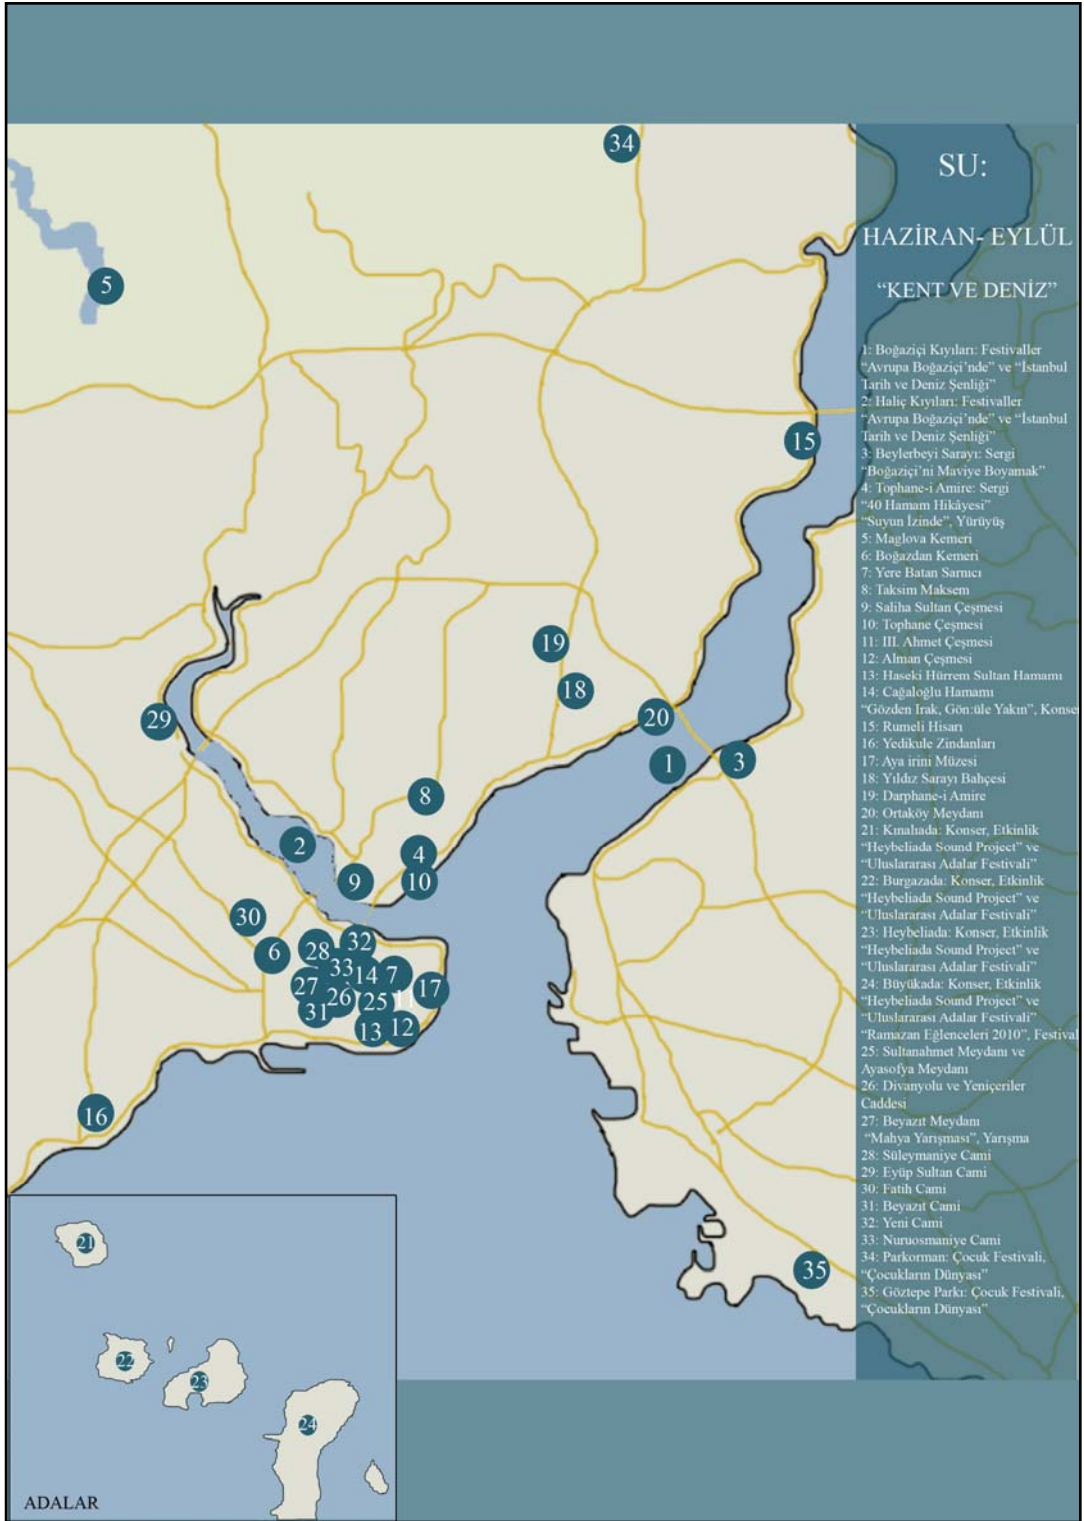 SU:
HAZİRAN- EYLÜL
“KENT VE DENİZ”
1: Boğaziçi Kıyıları: Festivaller
“Avrupa Boğaziçi’nde” ve “İstanbul
Tarih ve Deniz Şenliği”
2: Haliç Kıyıları: Festivaller
“Avrupa Boğaziçi’nde” ve “İstanbul
Tarih ve Deniz Şenliği”
3: Beylerbeyi Sarayı: Sergi
“Boğaziçi’ni Maviye Boyamak”
4: Tophane-i Amire: Sergi
“40 Hamam Hikâyesi”
“Suyun İzinde”, Yürüyüş
5: Maglova Kemeri
6: Boğazdan Kemeri
7: Yere Batan Sarnıcı
8: Taksim Maksem
9: Saliha Sultan Çeşmesi
10: Tophane Çeşmesi
11: III. Ahmet Çeşmesi
12: Alman Çeşmesi
13: Haseki Hürrem Sultan Hamamı
14: Cağaloğlu Hamamı
“Gözden Irak, Gön:üle Yakın”, Konser
15: Rumeli Hisarı
16: Yedikule Zindanları
17: Aya irini Müzesi
18: Yıldız Sarayı Bahçesi
19: Darphane-i Amire
20: Ortaköy Meydanı
21: Kınalıada: Konser, Etkinlik
“Heybeliada Sound Project” ve
“Uluslararası Adalar Festivali”
22: Burgazada: Konser, Etkinlik
“Heybeliada Sound Project” ve
“Uluslararası Adalar Festivali”
23: Heybeliada: Konser, Etkinlik
“Heybeliada Sound Project” ve
“Uluslararası Adalar Festivali”
24: Büyükada: Konser, Etkinlik
“Heybeliada Sound Project” ve
“Uluslararası Adalar Festivali”
“Ramazan Eğlenceleri 2010”, Festival
25: Sultanahmet Meydanı ve
Ayasofya Meydanı
26: Divanyolu ve Yeniçeriler
Caddesi
27: Beyazıt Meydanı
“Mahya Yarışması”, Yarışma
28: Süleymaniye Cami
29: Eyüp Sultan Cami
30: Fatih Cami
31: Beyazıt Cami
32: Yeni Cami
33: Nuruosmaniye Cami
34: Parkorman: Çocuk Festivali,
“Çocukların Dünyası”
35: Göztepe Parkı: Çocuk Festivali,
“Çocukların Dünyası”
34
5
15
19
18
29
20
1
3
8
2
4
9
10
30
32
6
28
33
14
7
27
26
25
11
17
31
13
12
16
35
21
22
23
24
ADALAR